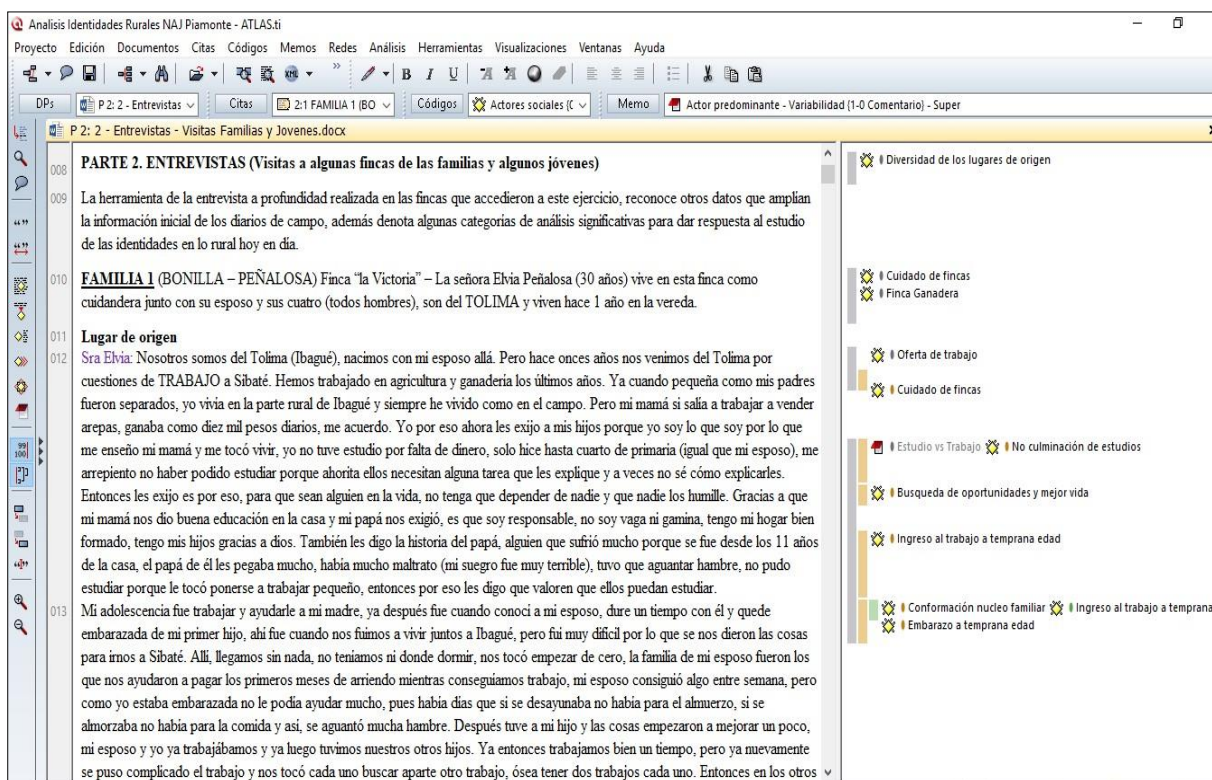 Analisis Identidades Rurales NAJ Piamonte - ATLAS.ti
Proyecto Edición Documentos Citas Códigos Memos Redes Análisis Herramientas Visualizaciones Ventanas Ayuda
B I U A A
DPs P 2: 2 - Entrevistas Citas 2:1 FAMILIA 1 (BO Códigos Actores sociales {( Memo Actor predominante - Variabilidad {1-0 Comentario} - Super
P 2: 2 - Entrevistas - Visitas Familias y Jovenes.docx
008 PARTE 2. ENTREVISTAS (Visitas a algunas fincas de las familias y algunos jóvenes)
Diversidad de los lugares de origen
009 La herramienta de la entrevista a profundidad realizada en las fincas que accedieron a este ejercicio, reconoce otros datos que amplian
la información inicial de los diarios de campo, además denota algunas categorias de análisis significativas para dar respuesta al estudio
de las identidades en lo rural hoy en día.
010 FAMILIA 1 (BONILLA – PEÑALOSA) Finca “la Victoria” – La señora Elvia Peñalosa (30 años) vive en esta finca como
cuidandera junto con su esposo y sus cuatro (todos hombres), son del TOLIMA y viven hace 1 año en la vereda.
Cuidado de fincas
Finca Ganadera
011 Lugar de origen
012 Sra Elvia: Nosotros somos del Tolima (Ibagué), nacimos con mi esposo allá. Pero hace onces años nos venimos del Tolima por
cuestiones de TRABAJO a Sibaté. Hemos trabajado en agricultura y ganadería los últimos años. Ya cuando pequeña como mis padres
fueron separados, yo vivia en la parte rural de Ibagué y siempre he vivido como en el campo. Pero mi mamá si salía a trabajar a vender
arepas, ganaba como diez mil pesos diarios, me acuerdo. Yo por eso ahora les exijo a mis hijos porque yo soy lo que soy por lo que
me enseño mi mamá y me tocó vivir, yo no tuve estudio por falta de dinero, solo hice hasta cuarto de primaria (igual que mi esposo), me
arrepiento no haber podido estudiar porque ahorita ellos necesitan alguna tarea que les explique y a veces no sé cómo explicarles.
Entonces les exijo es por eso, para que sean alguien en la vida, no tenga que depender de nadie y que nadie los humille. Gracias a que
mi mamá nos dio buena educación en la casa y mi papá nos exigió, es que soy responsable, no soy vaga ni gamina, tengo mi hogar bien
formado, tengo mis hijos gracias a dios. También les digo la historia del papá, alguien que sufrió mucho porque se fue desde los 11 años
de la casa, el papá de él les pegaba mucho, había mucho maltrato (mi suegro fue muy terrible), tuvo que aguantar hambre, no pudo
estudiar porque le tocó ponerse a trabajar pequeño, entonces por eso les digo que valoren que ellos puedan estudiar.
Oferta de trabajo
Cuidado de fincas
Estudio vs Trabajo No culminación de estudios
Busqueda de oportunidades y mejor vida
Ingreso al trabajo a temprana edad
013 Mi adolescencia fue trabajar y ayudarle a mi madre, ya después fue cuando conoci a mi esposo, dure un tiempo con él y quede
embarazada de mi primer hijo, ahi fue cuando nos fuimos a vivir juntos a Ibagué, pero fui muy difícil por lo que se nos dieron las cosas
para irnos a Sibaté. Alli, llegamos sin nada, no teníamos ni donde dormir, nos tocó empezar de cero, la familia de mi esposo fueron los
que nos ayudaron a pagar los primeros meses de arriendo mientras conseguiamos trabajo, mi esposo consiguió algo entre semana, pero
como yo estaba embarazada no le podia ayudar mucho, pues había dias que si se desayunaba no había para el almuerzo, si se
almorzaba no había para la comida y asi, se aguantó mucha hambre. Después tuve a mi hijo y las cosas empezaron a mejorar un poco,
mi esposo y yo ya trabajábamos y ya luego tuvimos nuestros otros hijos. Ya entonces trabajamos bien un tiempo, pero ya nuevamente
se puso complicado el trabajo y nos tocó cada uno buscar aparte otro trabajo, ósea tener dos trabajos cada uno. Entonces en los otros
Conformación nucleo familiar Ingreso al trabajo a temprana
Embarazo a temprana edad